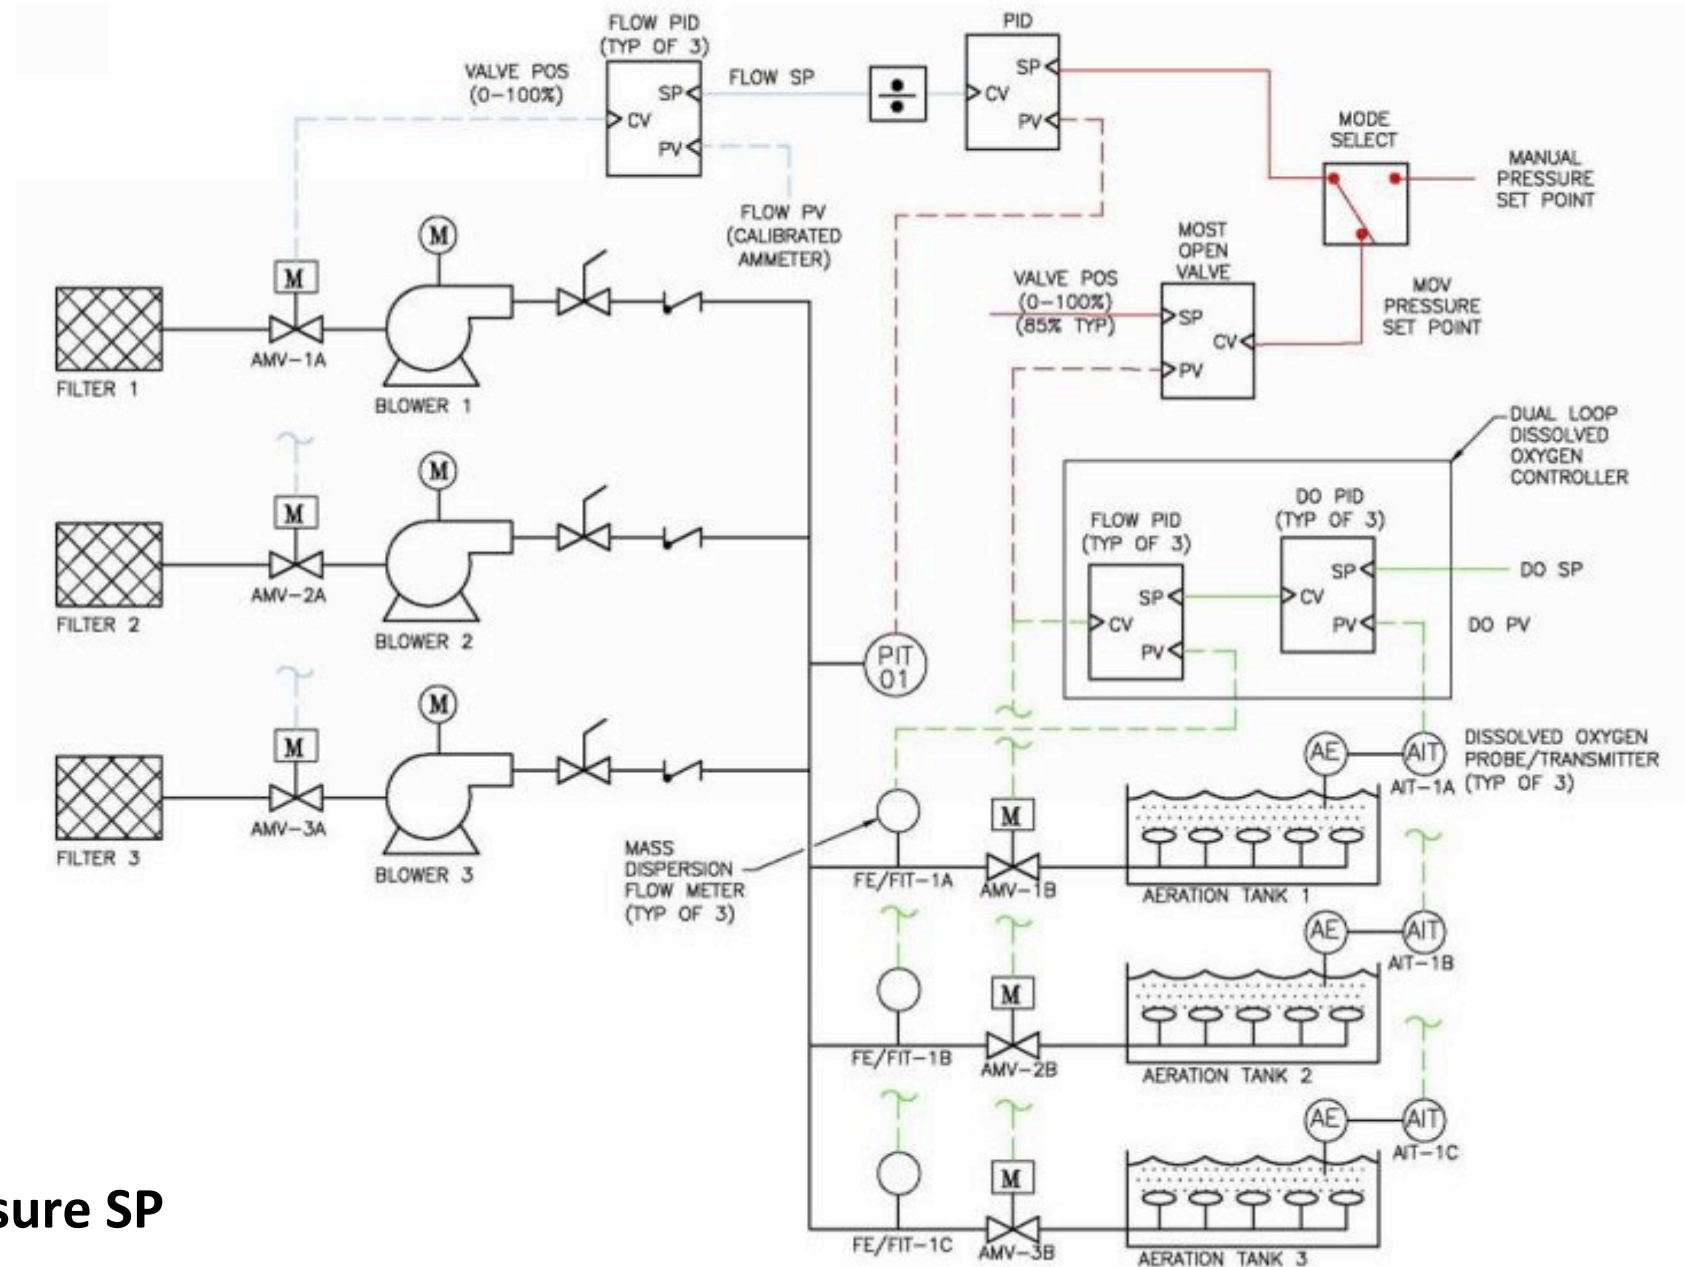 FLOW PID
(TYP OF 3)
PID
VALVE POS
(0-100%)
SP
FLOW SP
CV
PV
CV
SP
PV
MODE
SELECT
MANUAL
PRESSURE
SET POINT
FLOW PV
(CALIBRATED
AMMETER)
MOST
OPEN
VALVE
VALVE POS
(0-100%)
(85% TYP)
SP
CV
PV
MOV
PRESSURE
SET POINT
M
M
AMV-1A
FILTER 1
BLOWER 1
DUAL LOOP
DISSOLVED
OXYGEN
CONTROLLER
M
M
AMV-2A
FILTER 2
BLOWER 2
FLOW PID
(TYP OF 3)
SP
CV
PV
DO PID
(TYP OF 3)
SP
CV
PV
DO SP
DO PV
PIT
01
M
M
AMV-3A
FILTER 3
BLOWER 3
MASS
DISPERSION
FLOW METER
(TYP OF 3)
AE
AIT
AIT-1A
DISSOLVED OXYGEN
PROBE/TRANSMITTER
(TYP OF 3)
M
FE/FIT-1A
AMV-1B
AERATION TANK 1
AE
AIT
AIT-1B
M
FE/FIT-1B
AMV-2B
AERATION TANK 2
AE
AIT
AIT-1C
M
FE/FIT-1C
AMV-3B
AERATION TANK 3
sure SP